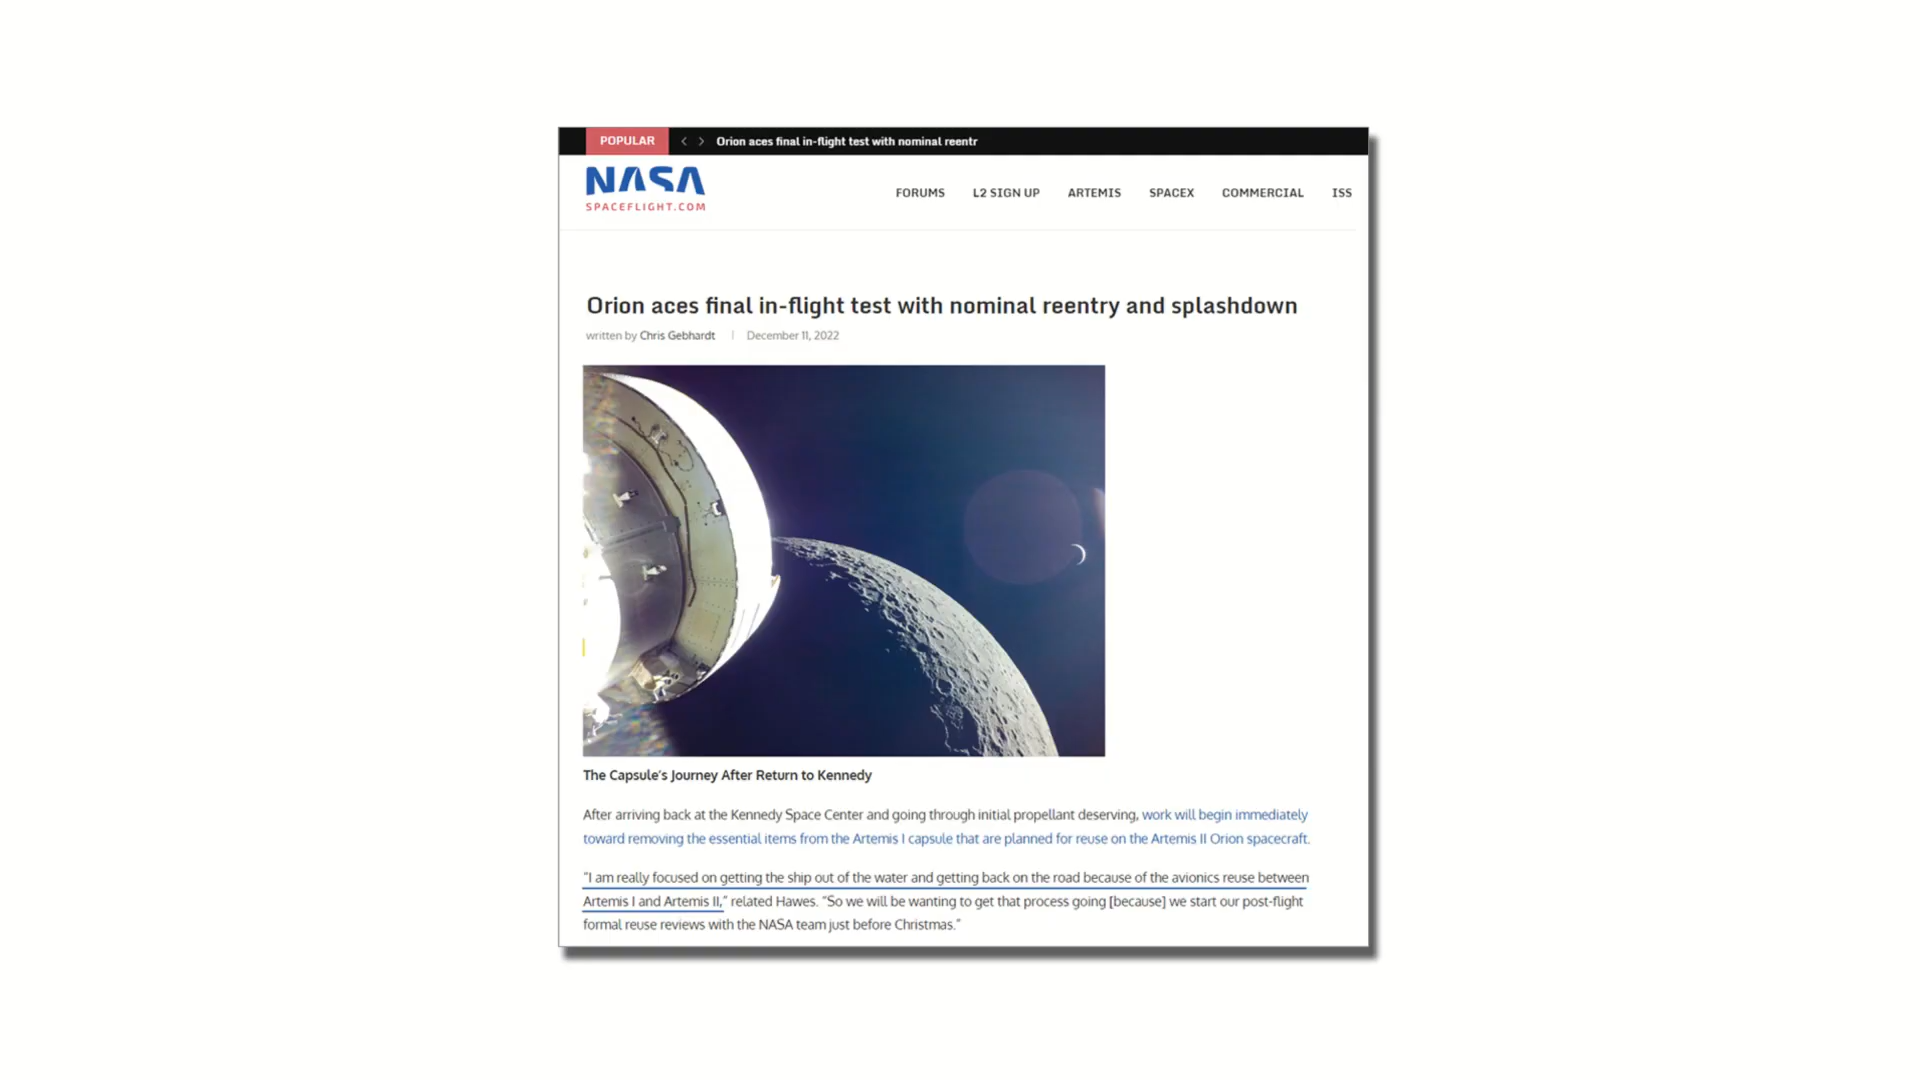 POPULAR
Orion aces final in-flight test with nominal reentr
NASA
SPACEFLIGHT.COM
FORUMS L2 SIGN UP ARTEMIS SPACEX COMMERCIAL ISS
Orion aces final in-flight test with nominal reentry and splashdown
written by Chris Gebhardt | December 11, 2022
The Capsule's Journey After Return to Kennedy
After arriving back at the Kennedy Space Center and going through initial propellant deserving, work will begin immediately
toward removing the essential items from the Artemis I capsule that are planned for reuse on the Artemis II Orion spacecraft.
"I am really focused on getting the ship out of the water and getting back on the road because of the avionics reuse between
Artemis I and Artemis II," related Hawes. "So we will be wanting to get that process going [because] we start our post-flight
formal reuse reviews with the NASA team just before Christmas."